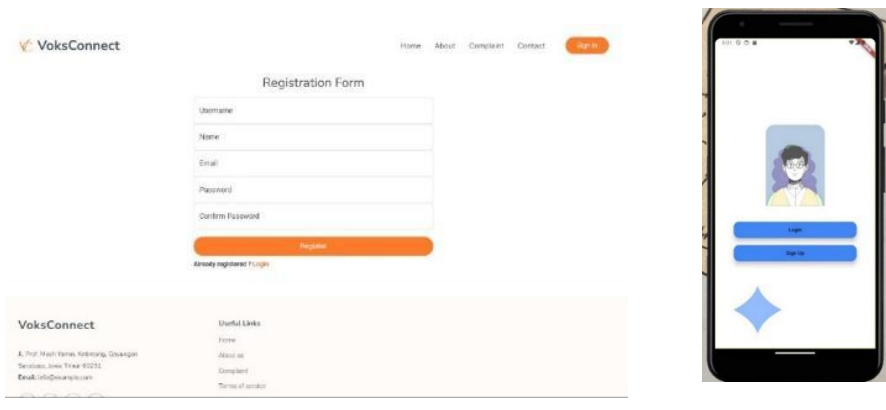 VoksConnect
Home About Complaint Contact Sign In
Registration Form
Username
Name
Email
Password
Confirm Password
Register
Already registered ? Login
VoksConnect
Useful Links
Home
About us
Complaint
Terms of service
Email: info@example.com
Login
Sign Up